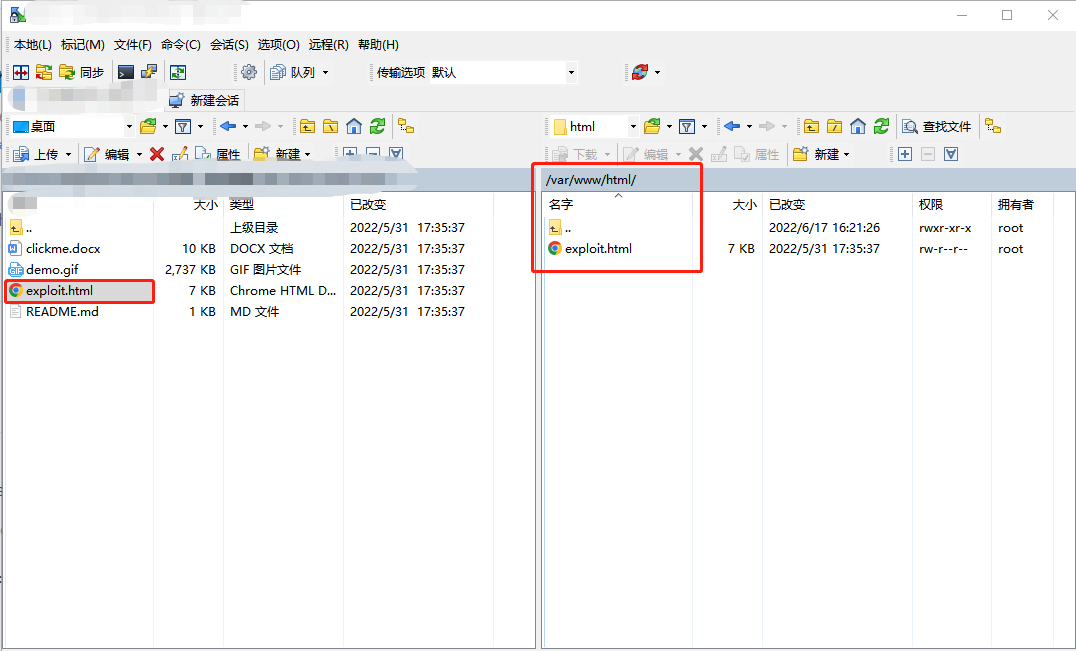 本地(L) 标记(M) 文件(F) 命令(C) 会话(S) 选项(O) 远程(R) 帮助(H)
同步 队列 传输选项 默认
新建会话
桌面 html 查找文件
上传 编辑 属性 新建 下载 编辑 属性 新建
/var/www/html/
大小 类型 已改变 名字 大小 已改变 权限 拥有者
.. 上级目录 2022/5/31 17:35:37 .. 2022/6/17 16:21:26 rwxr-xr-x root
clickme.docx 10 KB DOCX 文档 2022/5/31 17:35:37 exploit.html 7 KB 2022/5/31 17:35:37 rw-r--r-- root
demo.gif 2,737 KB GIF 图片文件 2022/5/31 17:35:37
exploit.html 7 KB Chrome HTML D... 2022/5/31 17:35:37
README.md 1 KB MD 文件 2022/5/31 17:35:37